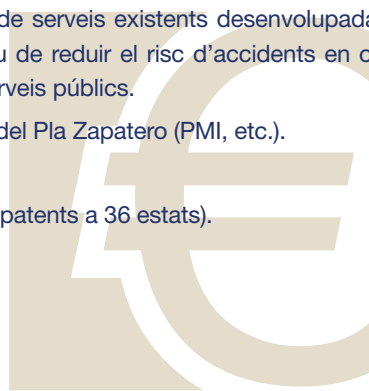 de serveis existents desenvolupada
de reduir el risc d'accidents en
rveis públics.
del Pla Zapatero (PMI, etc.).
patents a 36 estats).